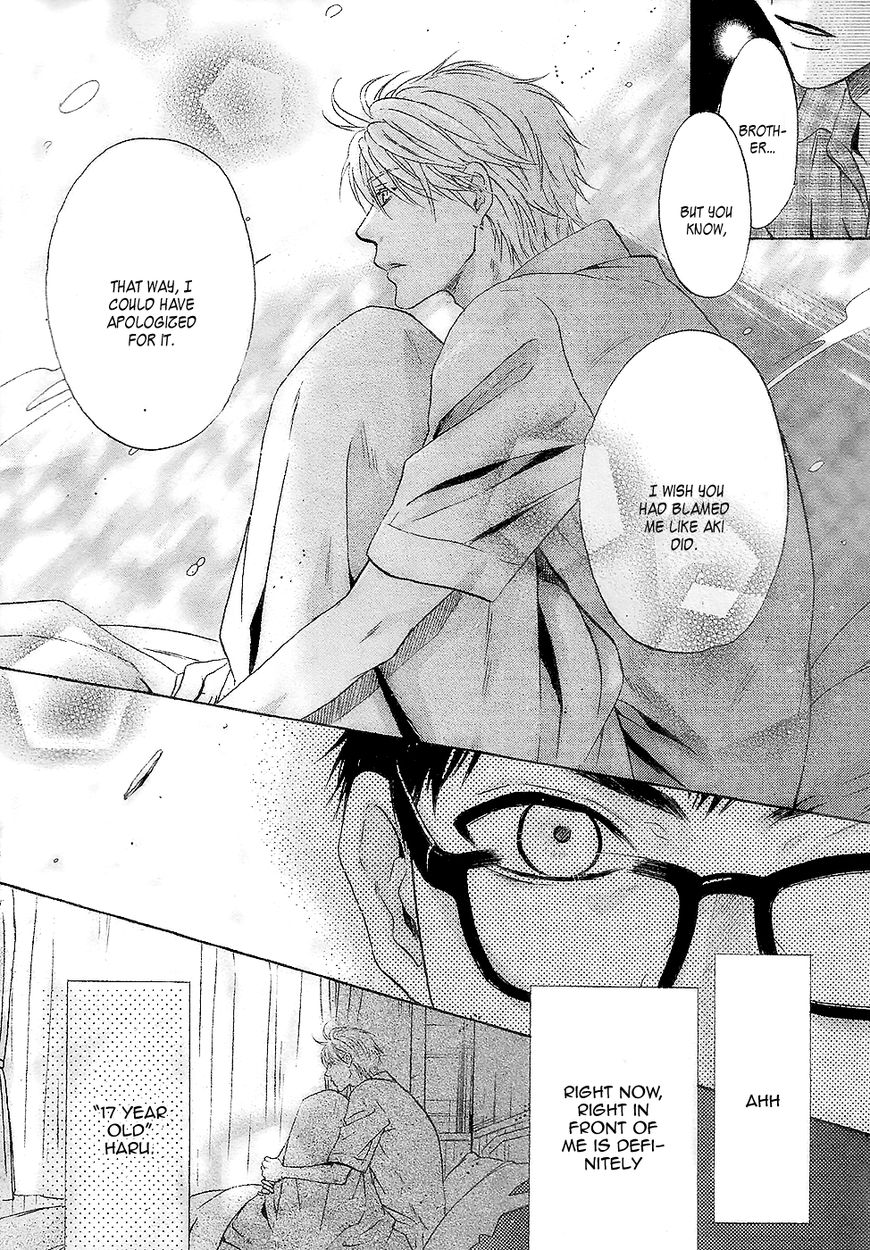 BROTH-
ER...
BUT YOU
KNOW,
I WISH YOU
HAD BLAMED
ME LIKE AKI
DID.
THAT WAY, I
COULD HAVE
APOLOGIZED
FOR IT.
AHH
RIGHT NOW,
RIGHT IN
FRONT OF
ME IS DEFI-
NITELY
"17 YEAR
OLD"
HARU.